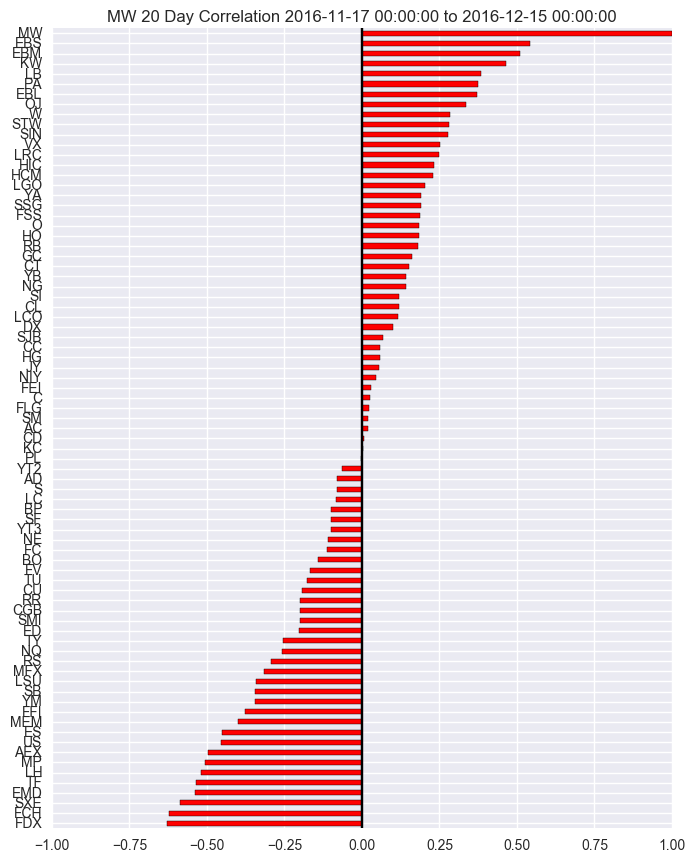 MW 20 Day Correlation 2016-11-17 00:00:00 to 2016-12-15 00:00:00
MW
EBS
EBM
KW
LB
PA
EBL
OJ
W
STW
SIN
VX
LRC
HIC
HCM
LGO
YA
SSG
FSS
O
HO
RB
GC
CT
YB
NG
SI
CL
LCO
DX
SJB
CC
HG
JY
NIY
FEI
C
FLG
SM
AC
CD
KC
PL
YT2
AD
S
LC
BP
SF
YT3
NE
FC
BO
FV
TU
CU
RR
CGB
SMI
ED
TY
NQ
RS
MFX
LSU
SB
YM
FFI
MEM
ES
US
AEX
MP
LH
TF
EMD
SXE
FCH
FDX
−1.00 −0.75 −0.50 −0.25 0.00 0.25 0.50 0.75 1.00